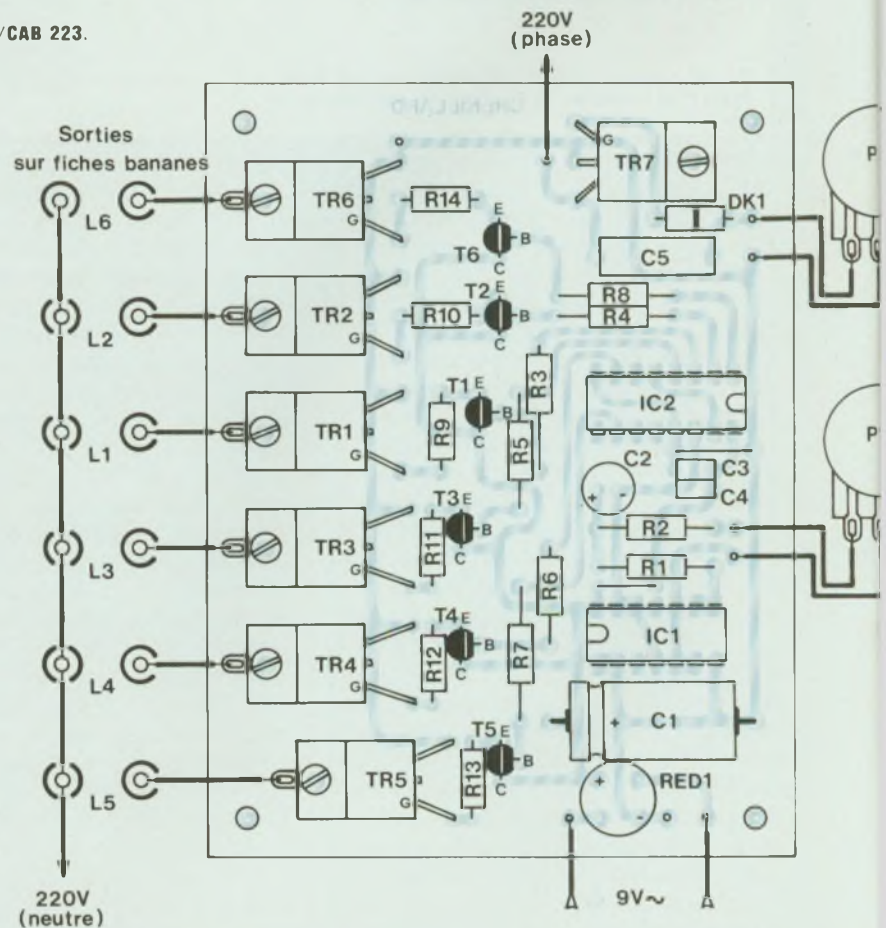 /CAB 223.
220V
(phase)
Sorties
sur fiches bananes
L6
TR6
G
R14
E
T6
B
C
G
TR7
DK1
C5
P
L2
TR2
G
R10
T2
E
B
C
R8
R4
L1
TR1
G
R9
T1
E
B
C
R5
R3
IC2
C2
+ -
C3
C4
P
L3
TR3
G
R11
T3
E
B
C
R2
R1
R6
L4
TR4
G
R12
T4
E
B
C
R7
IC1
+ C1
L5
TR5
G
R13
T5
E
B
C
+
RED1
-
220V
(neutre)
9V~